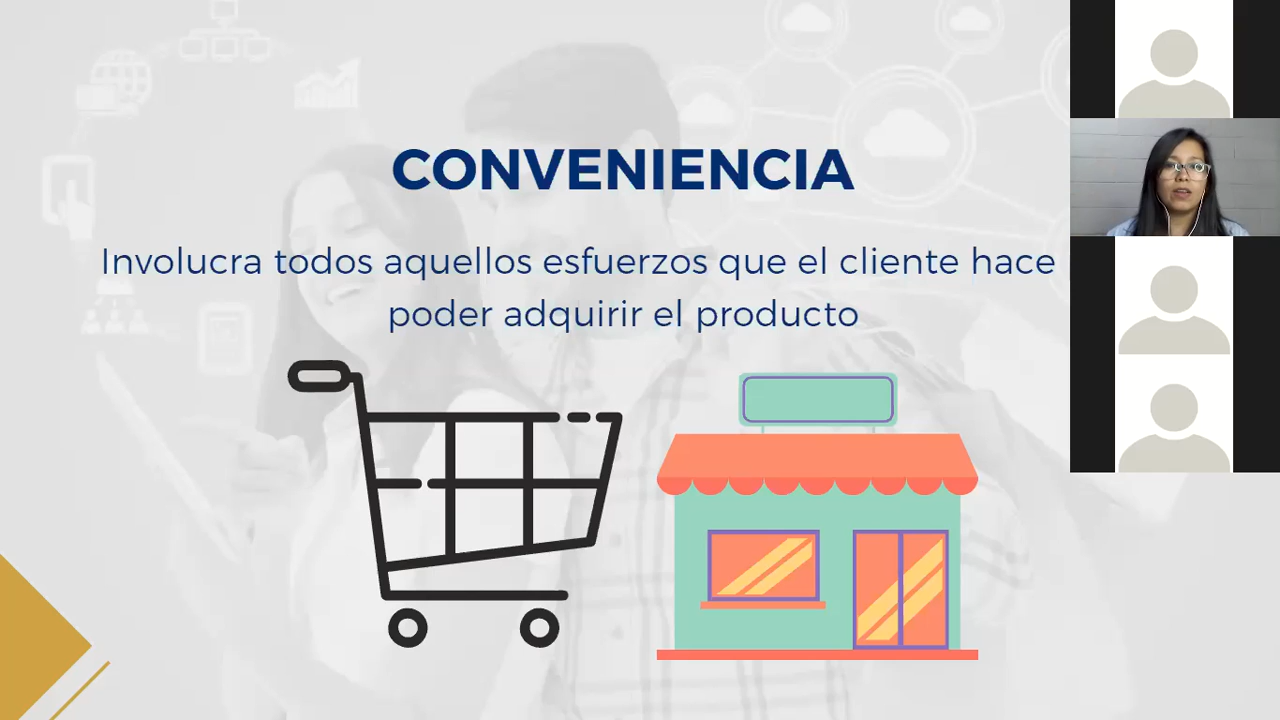 CONVENIENCIA
Involucra todos aquellos esfuerzos que el cliente hace
poder adquirir el producto